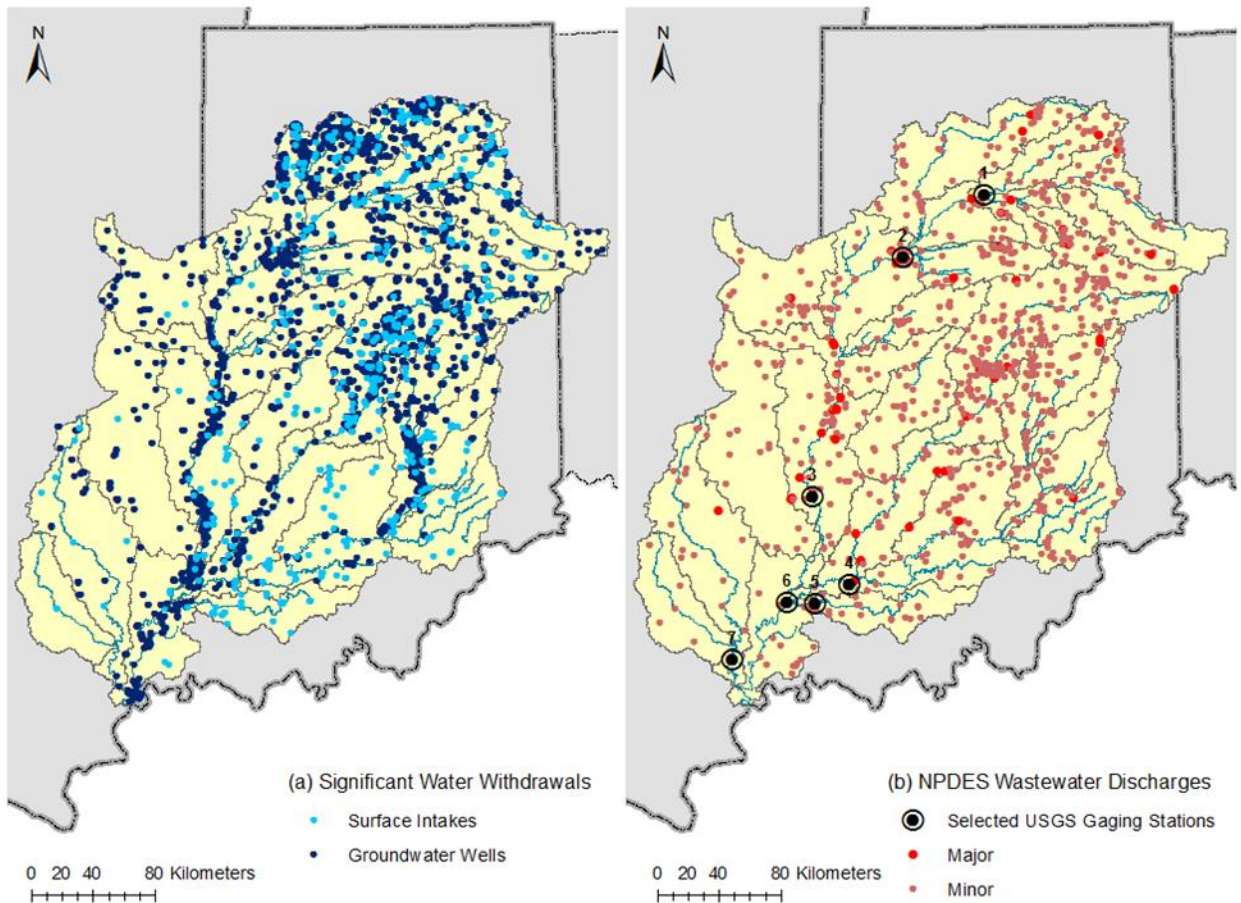 N
(a) Significant Water Withdrawals
Surface Intakes
Groundwater Wells
0 20 40 80 Kilometers
N
1
2
3
4
6 5
7
(b) NPDES Wastewater Discharges
Selected USGS Gaging Stations
Major
Minor
0 20 40 80 Kilometers